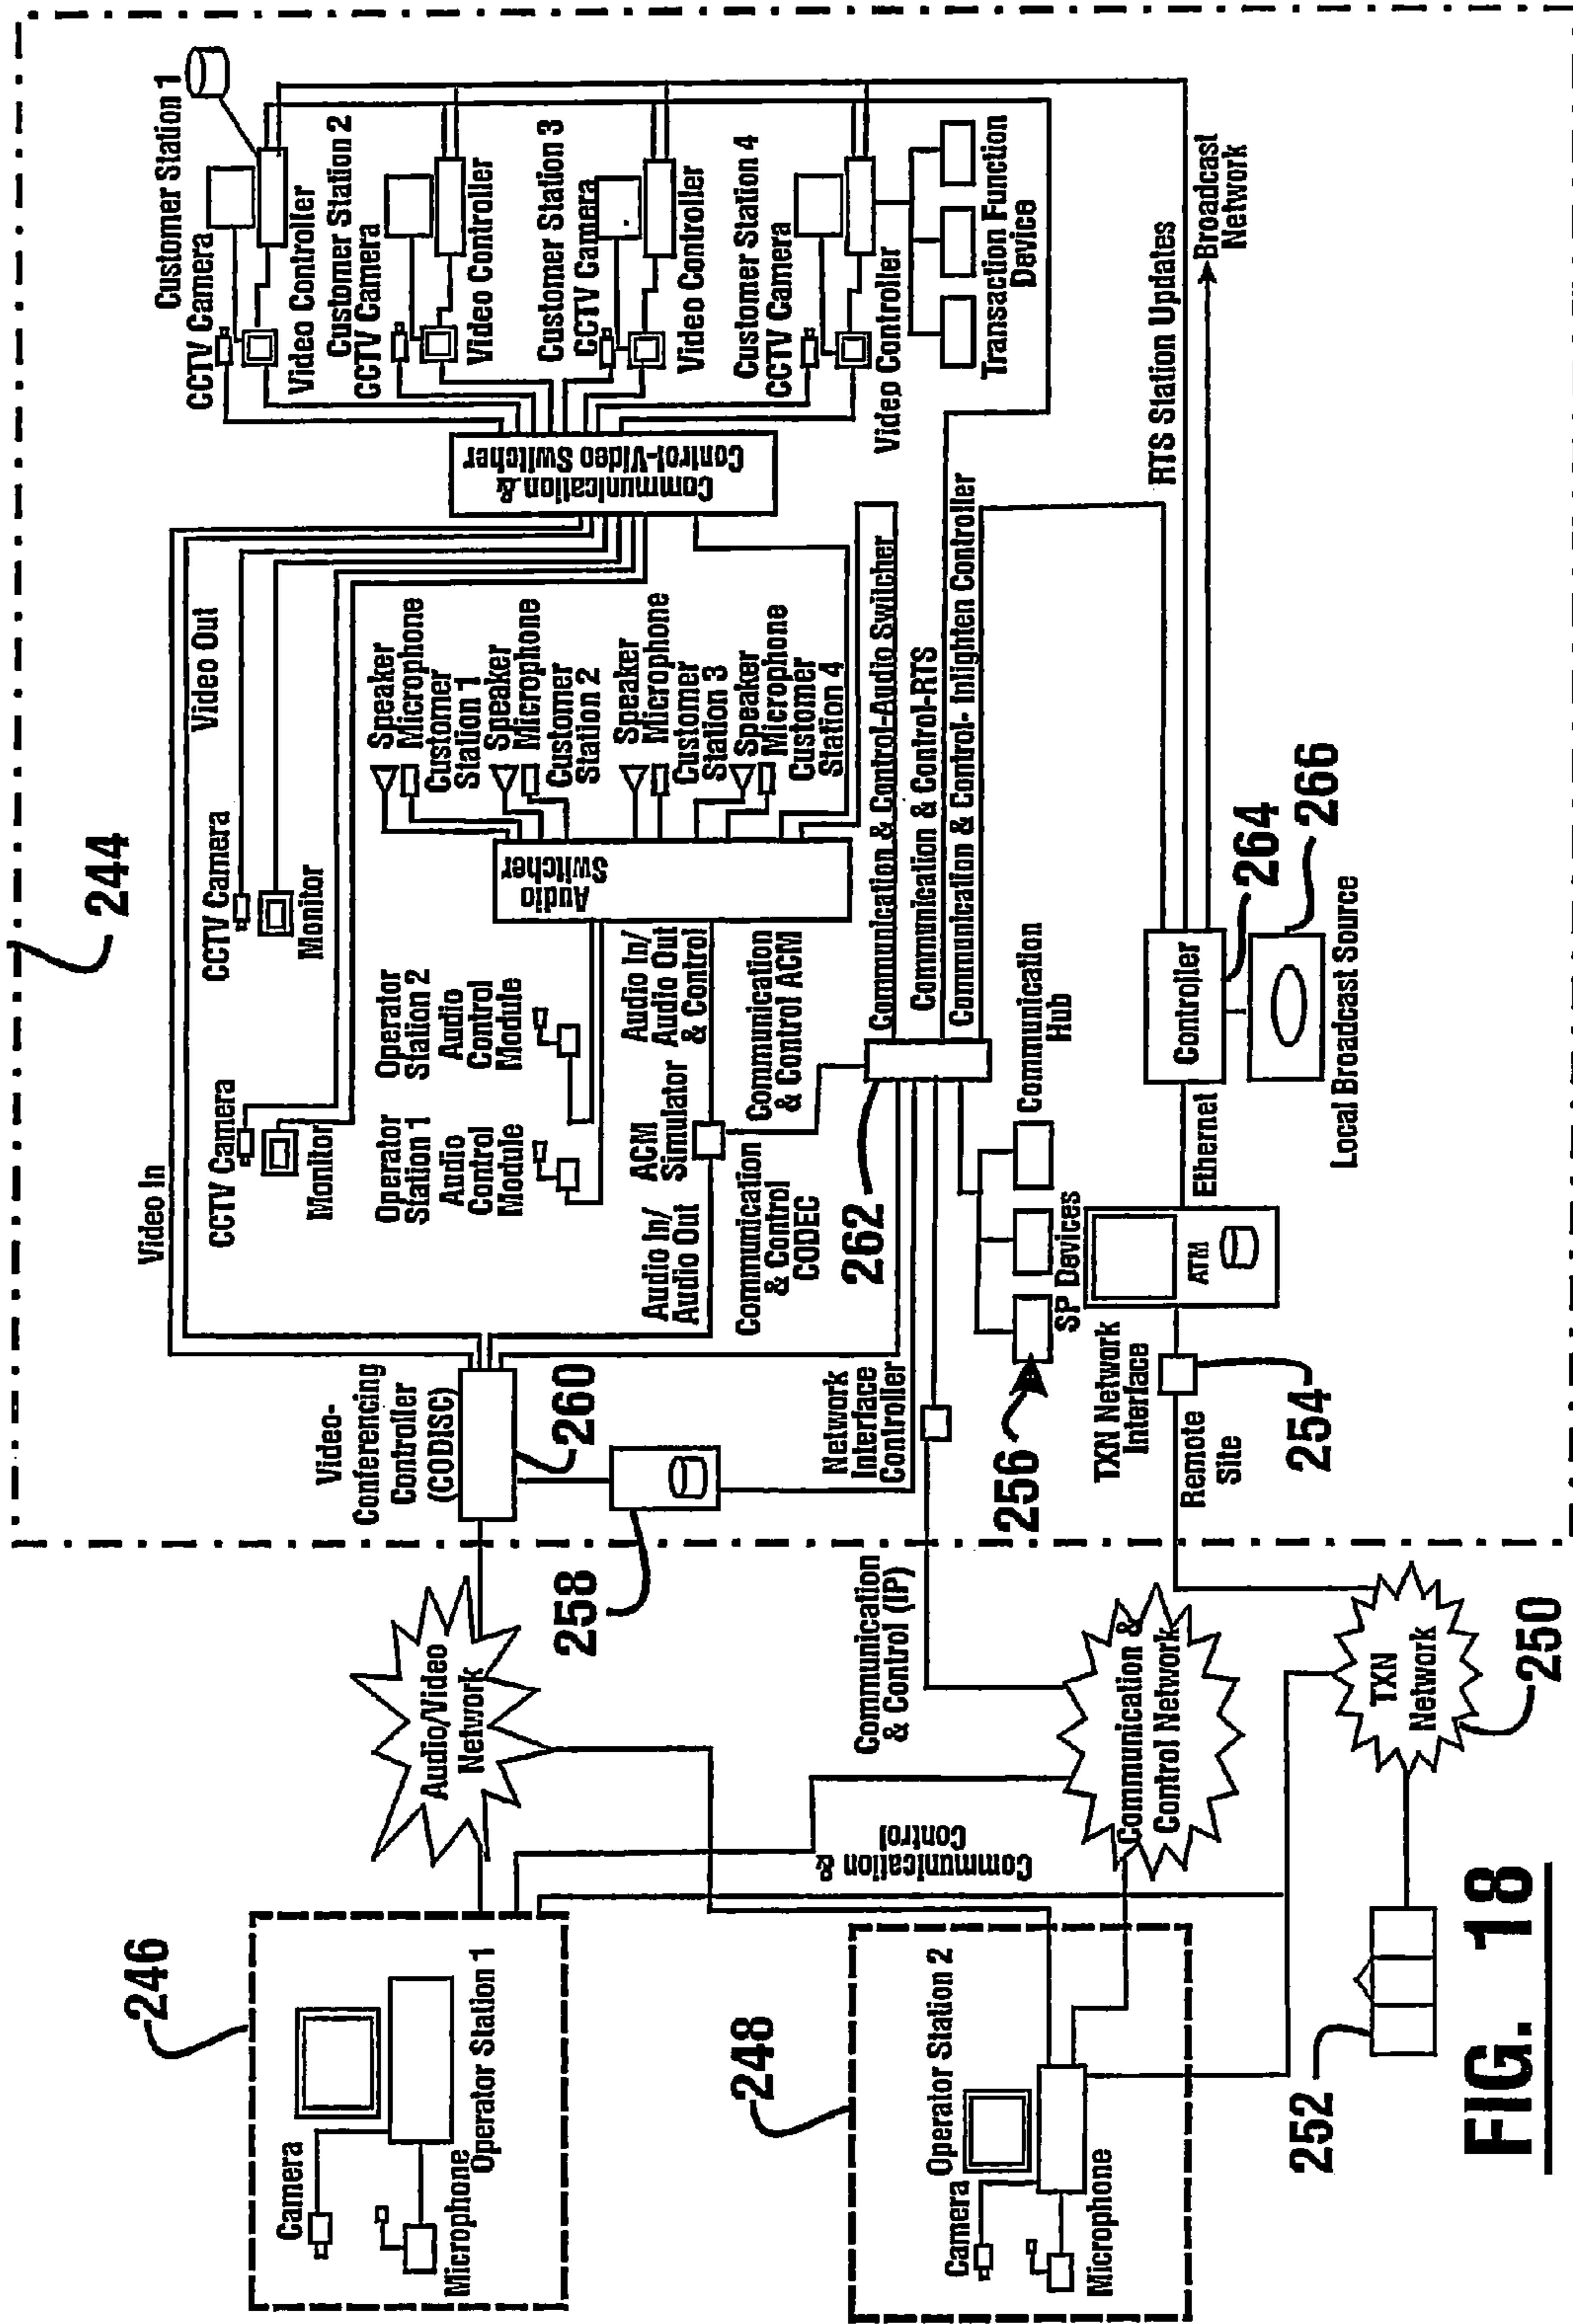 246
Camera
Microphone
Operator Station 1
248
Operator Station 2
Camera
Microphone
252
FIG. 18
Audio/Video
Network
Communication &
Control
Communication
& Control (IP)
Communication &
Control Network
TXN
Network
250
258
244
Video In
Video Out
Video-
Conferencing
Controller
(CODISC)
260
CCTV Camera
Monitor
CCTV Camera
Monitor
Operator
Station 1
Audio
Control
Module
Operator
Station 2
Audio
Control
Module
Audio In/
Audio Out
ACM
Simulator
Audio In/
Audio Out
& Control
Communication
& Control
CODEC
Communication
& Control ACM
262
Network
Interface
Controller
256
SP Devices
Communication
Hub
TXN Network
Interface
Remote
Site
254
ATM
Ethernet
Controller
264
266
Local Broadcast Source
Audio
Switcher
Speaker
Microphone
Customer
Station 1
Speaker
Microphone
Customer
Station 2
Speaker
Microphone
Customer
Station 3
Speaker
Microphone
Customer
Station 4
Communication & Control-Audio Switcher
Communication & Control-RTS
Communication & Control- Inlighten Controller
Communication &
Control-Video Switcher
Customer Station 1
CCTV Camera
Video Controller
Customer Station 2
CCTV Camera
Video Controller
Customer Station 3
CCTV Camera
Video Controller
Customer Station 4
CCTV Camera
Video Controller
Transaction Function
Device
RTS Station Updates
Broadcast
Network